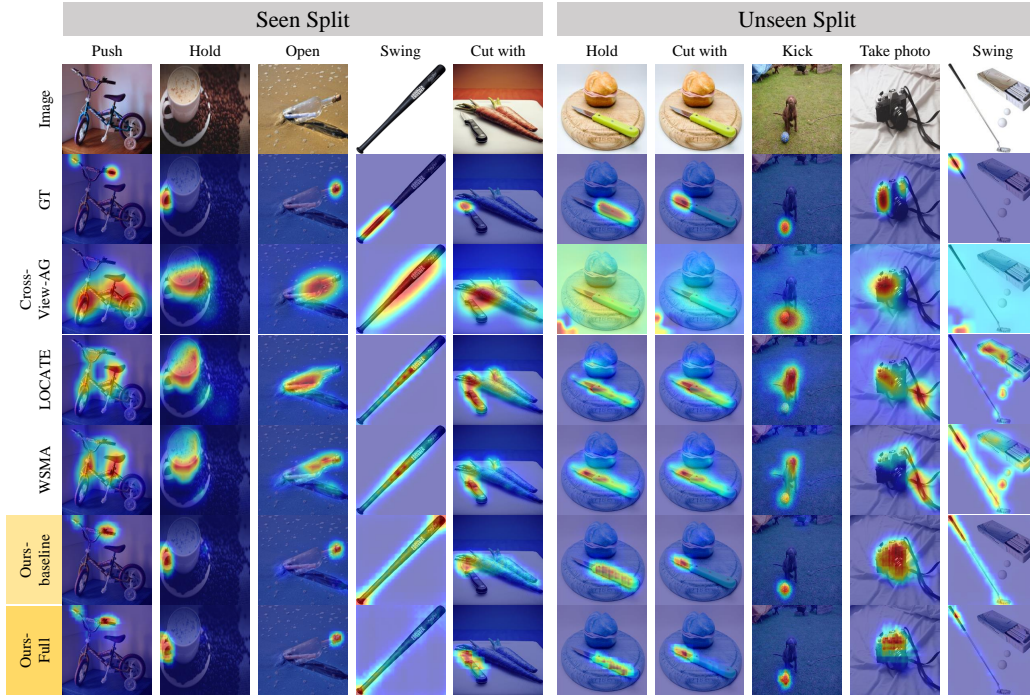 Seen Split
Unseen Split
Push Hold Open Swing Cut with Hold Cut with Kick Take photo Swing
Image
GT
Cross-
View-AG
LOCATE
WSMA
Ours-
baseline
Ours-
Full